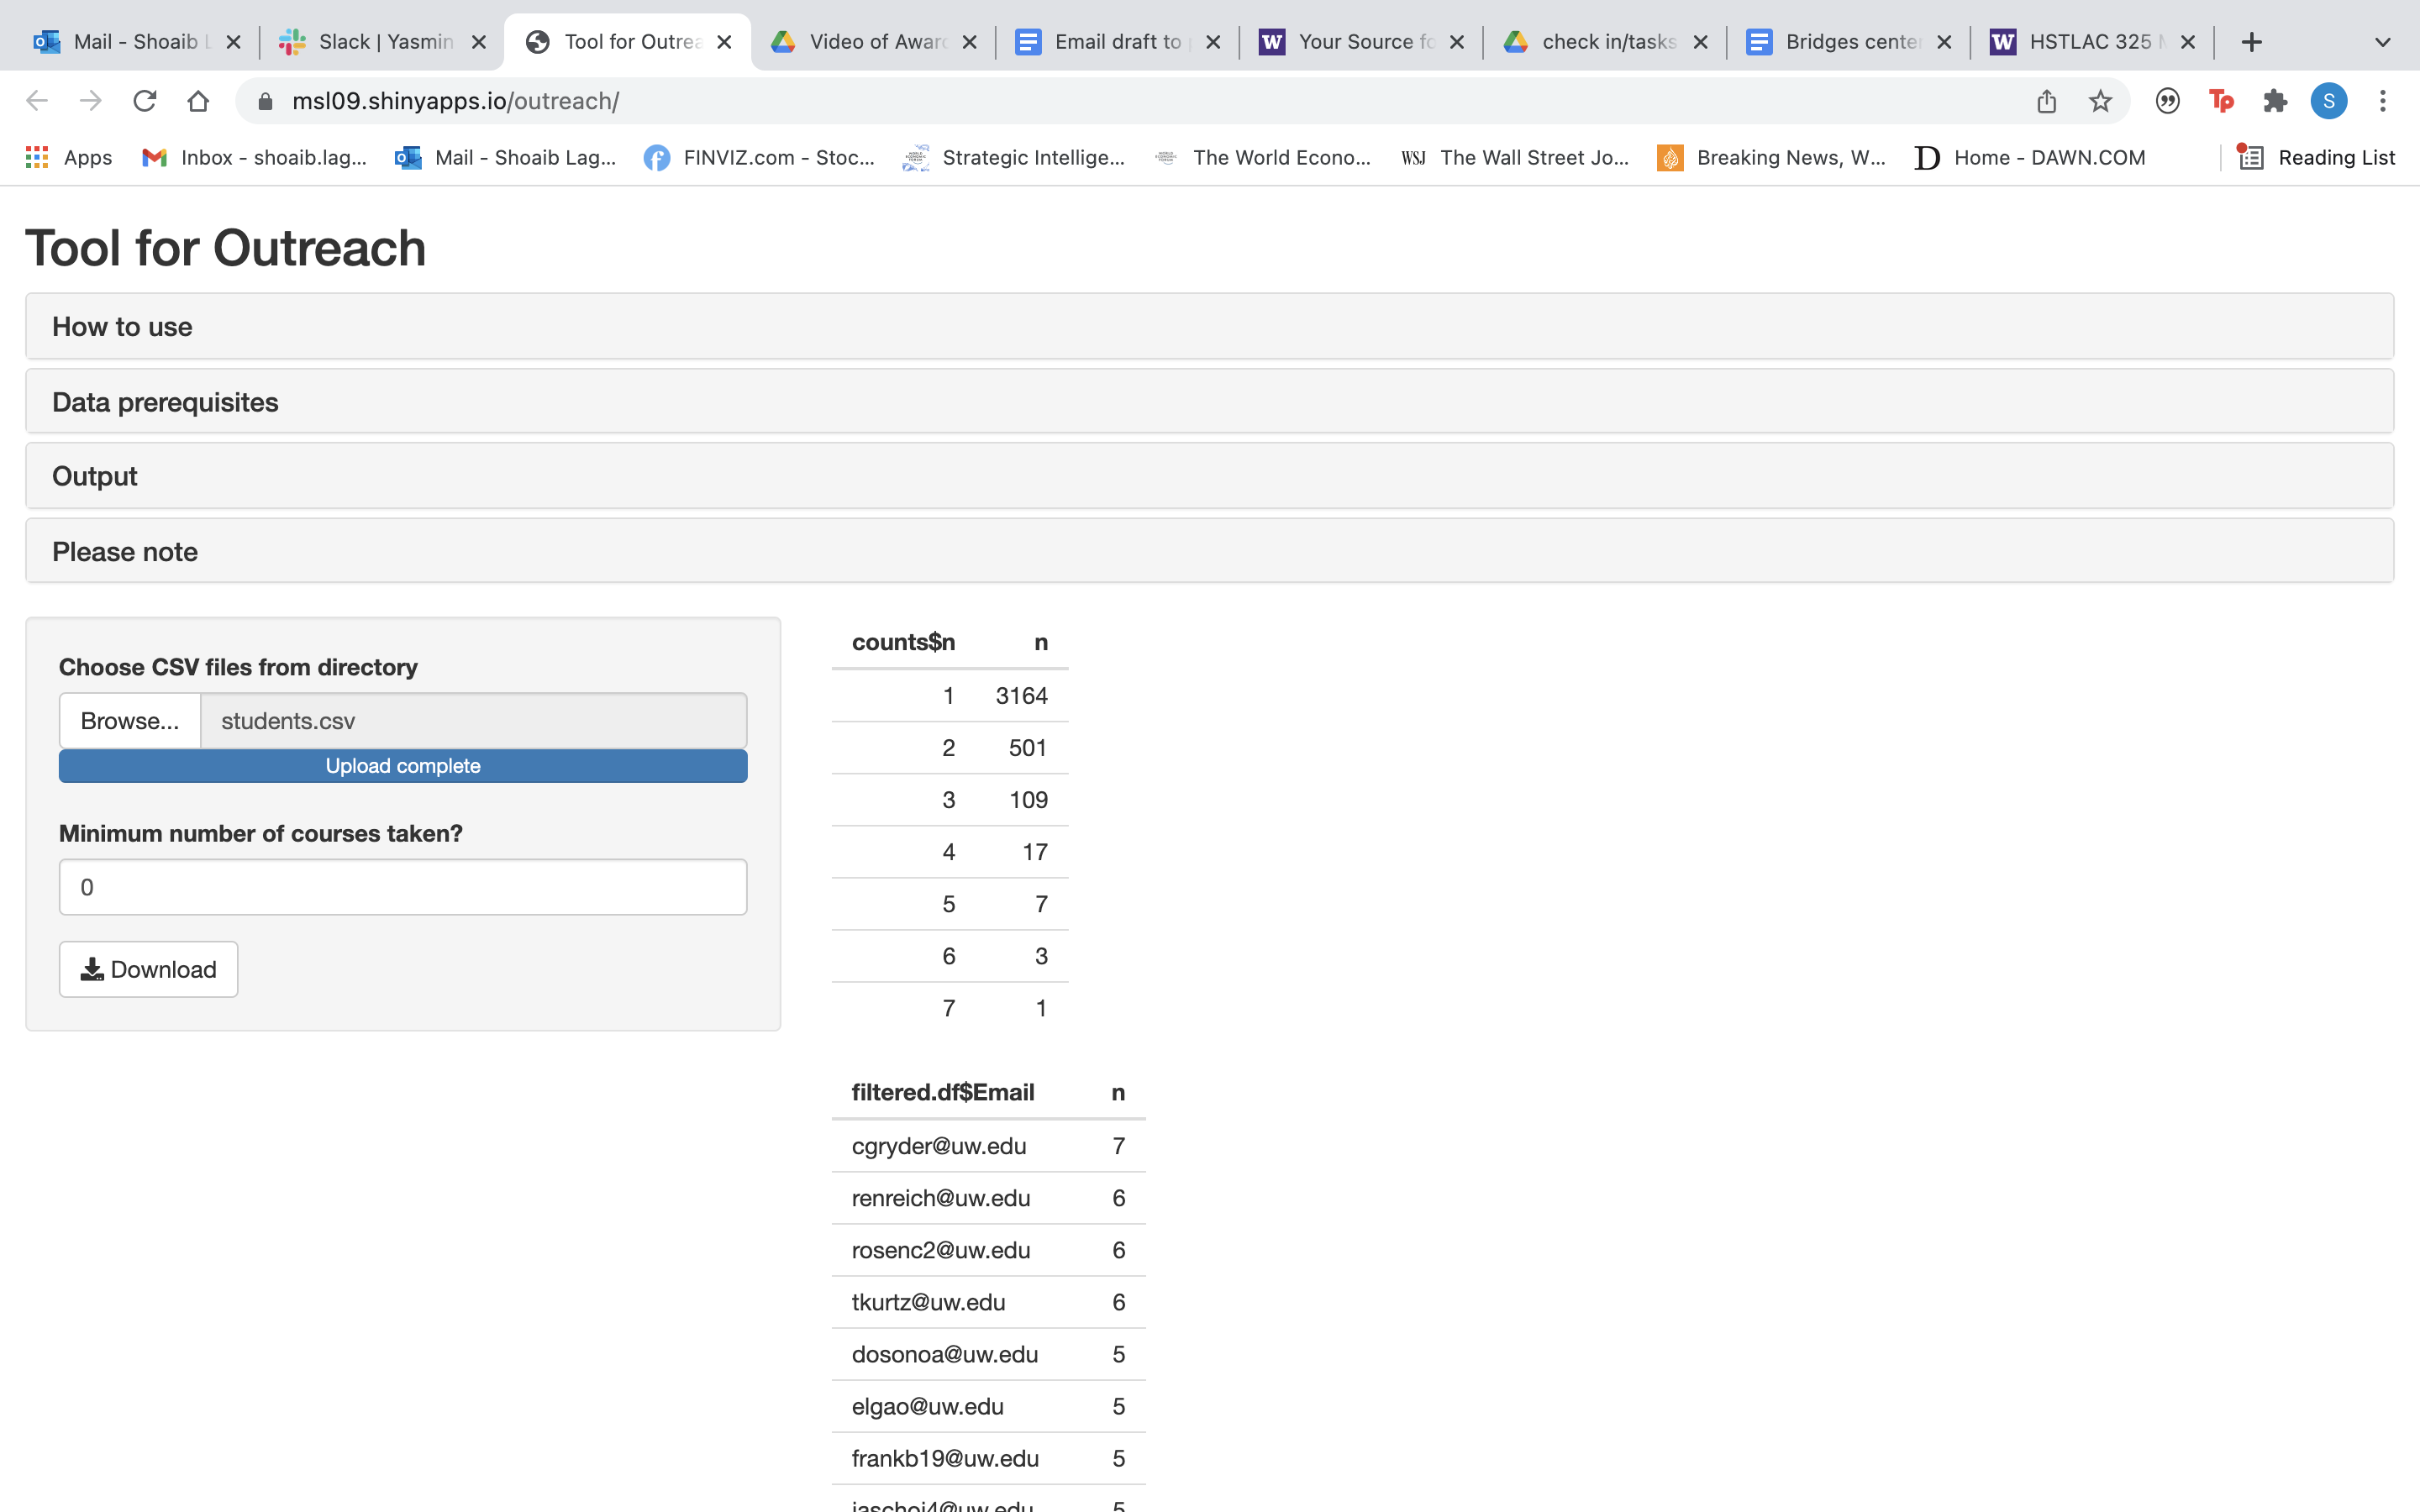 Mail - Shoaib L
Slack | Yasmin
Tool for Outrea
Video of Awar
Email draft to
W Your Source fo
check in/tasks
Bridges center
W HSTLAC 325
msl09.shinyapps.io/outreach/
Tp
S
Apps
Inbox - shoaib.lag...
Mail - Shoaib Lag...
FINVIZ.com - Stoc...
Strategic Intellige...
The World Econo...
WSJ The Wall Street Jo...
Breaking News, W...
D Home - DAWN.COM
Reading List
Tool for Outreach
How to use
Data prerequisites
Output
Please note
Choose CSV files from directory
Browse... students.csv
Upload complete
Minimum number of courses taken?
0
Download
counts$n n
1 3164
2 501
3 109
4 17
5 7
6 3
7 1
filtered.df$Email n
cgryder@uw.edu 7
renreich@uw.edu 6
rosenc2@uw.edu 6
tkurtz@uw.edu 6
dosonoa@uw.edu 5
elgao@uw.edu 5
frankb19@uw.edu 5